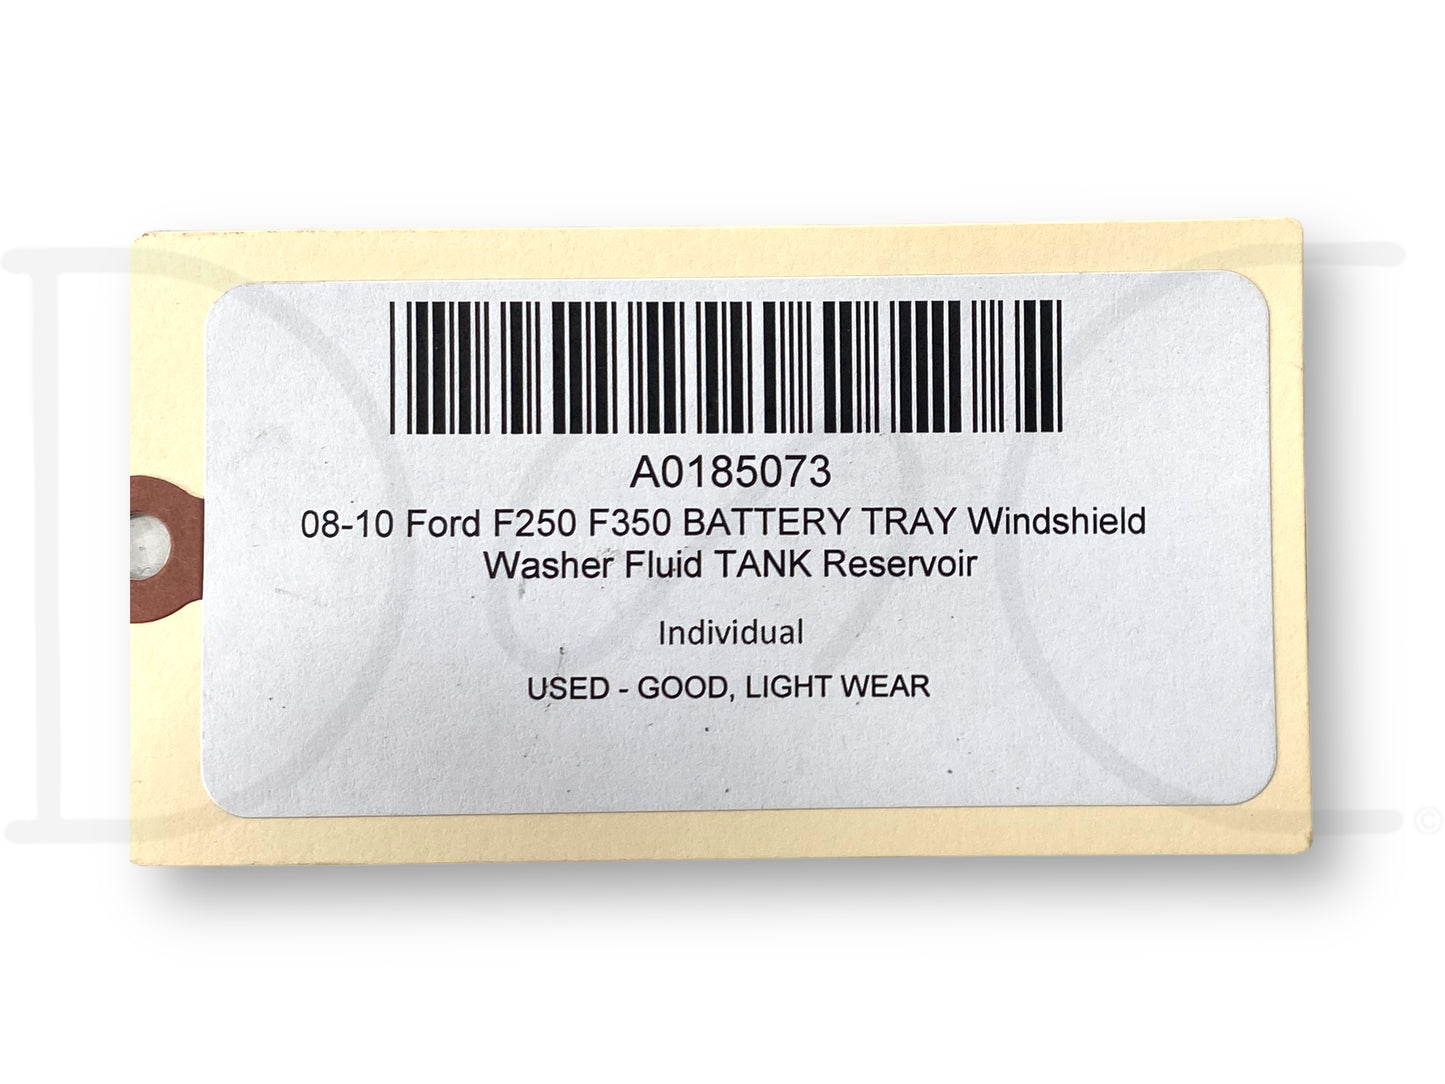 A0185073
08-10 Ford F250 F350 BATTERY TRAY Windshield
Washer Fluid TANK Reservoir
Individual
USED - GOOD, LIGHT WEAR
©